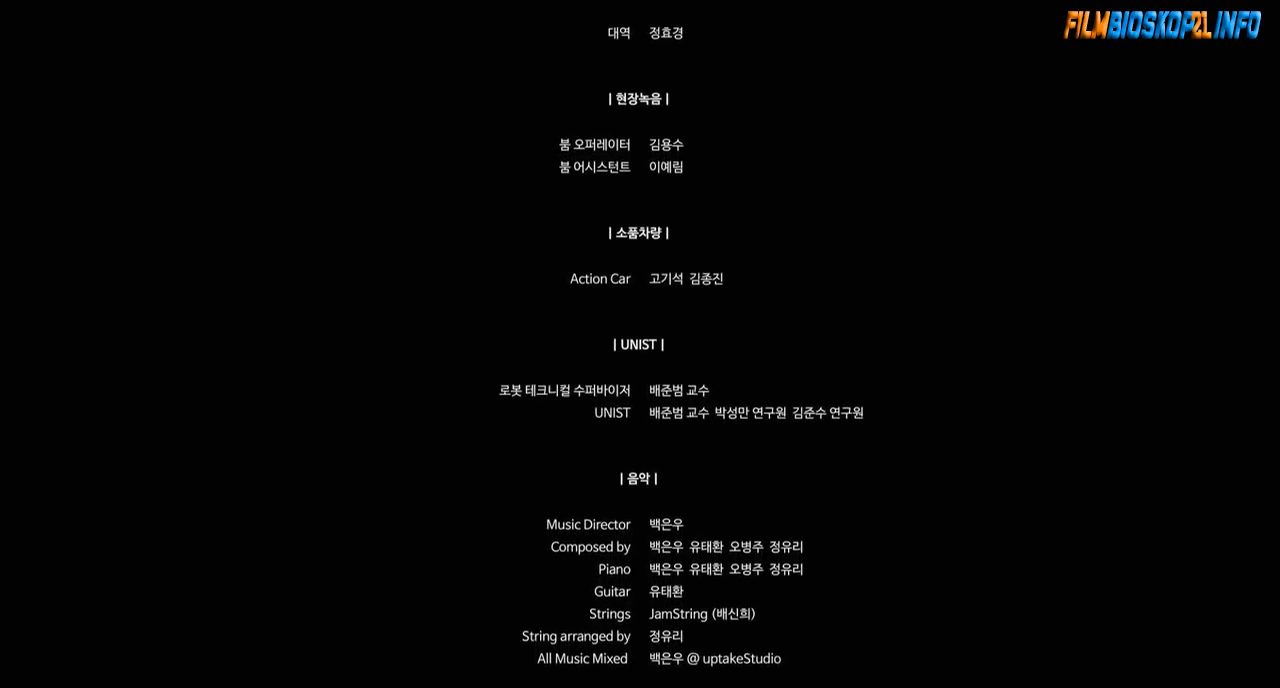 FILMBIOSKOP21.INFO
대역 정효경
| 현장녹음 |
붐 오퍼레이터 김용수
붐 어시스턴트 이예림
| 소품차량 |
Action Car 고기석 김종진
| UNIST |
로봇 테크니컬 수퍼바이저 배준범 교수
UNIST 배준범 교수 박성만 연구원 김준수 연구원
| 음악 |
Music Director 백은우
Composed by 백은우 유태환 오병주 정유리
Piano 백은우 유태환 오병주 정유리
Guitar 유태환
Strings JamString (배신희)
String arranged by 정유리
All Music Mixed 백은우 @ uptakeStudio